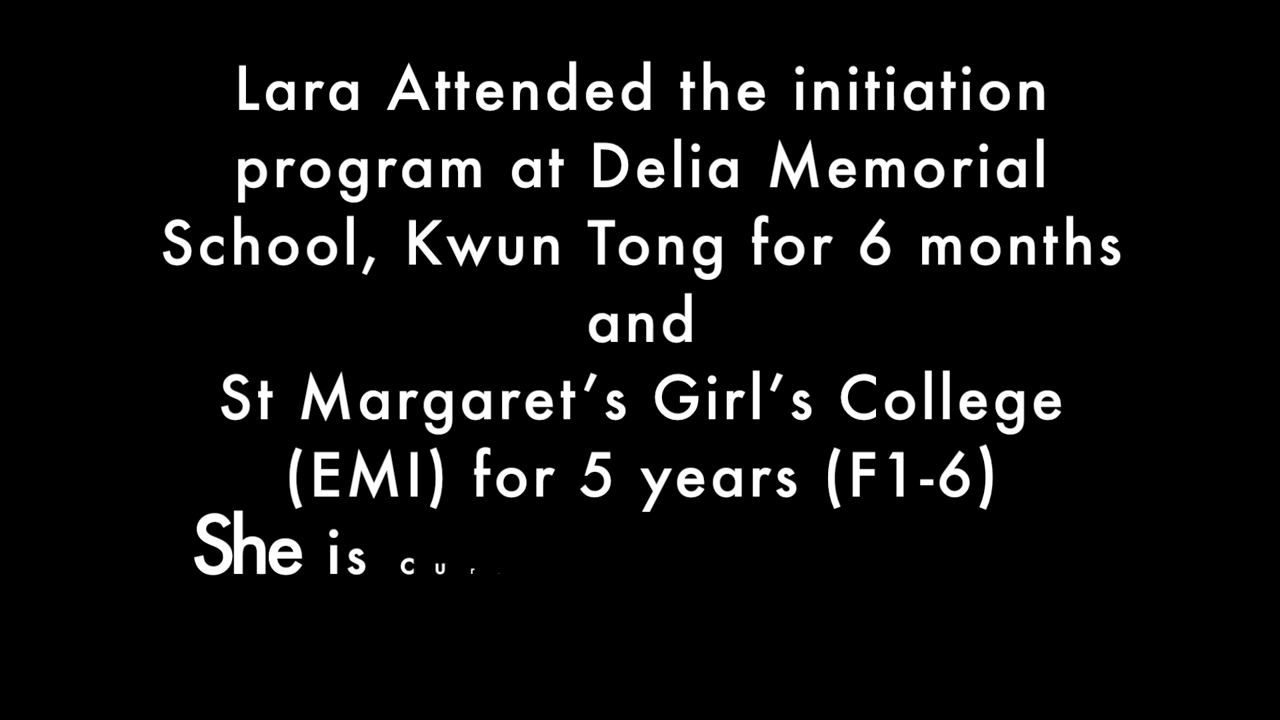 Lara Attended the initiation
program at Delia Memorial
School, Kwun Tong for 6 months
and
St Margaret’s Girl’s College
(EMI) for 5 years (F1-6)
She is cur